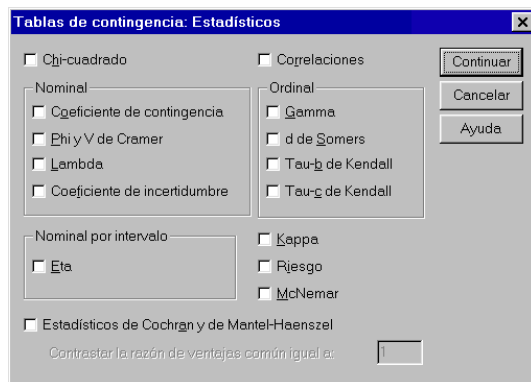 Tablas de contingencia: Estadísticos
Chi-cuadrado
Correlaciones
Continuar
Cancelar
Ayuda
Nominal
Coeficiente de contingencia
Phi y V de Cramer
Lambda
Coeficiente de incertidumbre
Ordinal
Gamma
d de Somers
Tau-b de Kendall
Tau-c de Kendall
Nominal por intervalo
Eta
Kappa
Riesgo
McNemar
Estadísticos de Cochran y de Mantel-Haenszel
Contrastar la razón de ventajas común igual a:
1